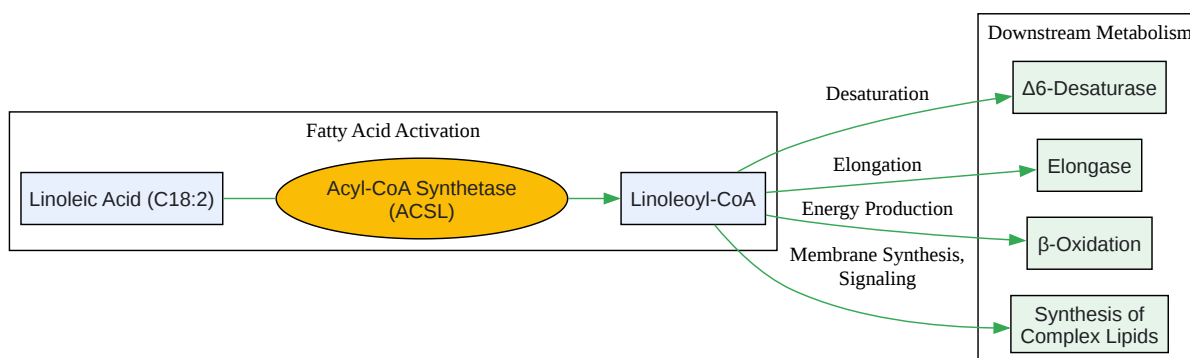 Downstream Metabolism
Δ6-Desaturase
Desaturation
Fatty Acid Activation
Elongation
Elongase
Linoleic Acid (C18:2)
Acyl-CoA Synthetase
(ACSL)
Linoleoyl-CoA
Energy Production
β-Oxidation
Membrane Synthesis,
Signaling
Synthesis of
Complex Lipids